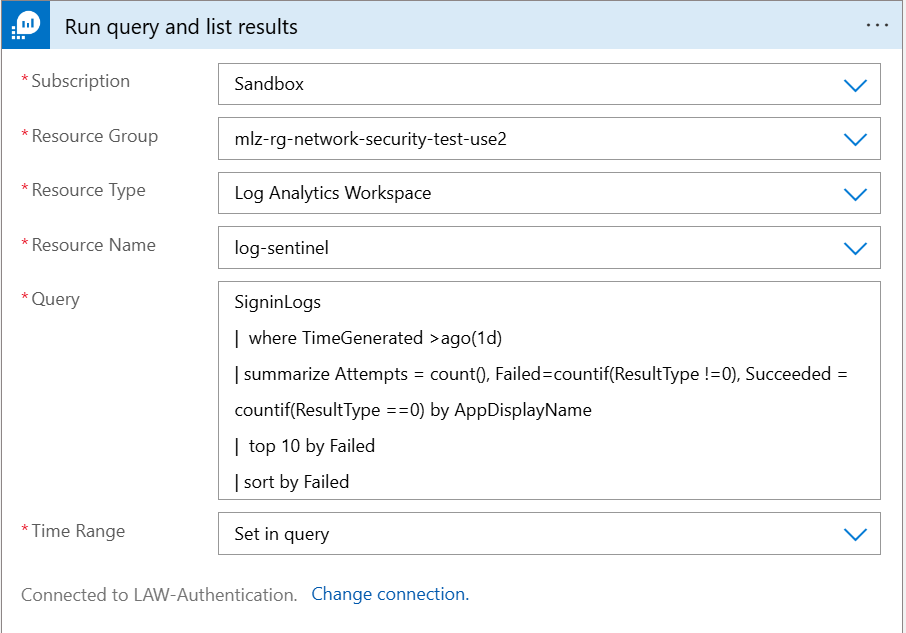 Run query and list results
* Subscription
Sandbox
* Resource Group
mlz-rg-network-security-test-use2
* Resource Type
Log Analytics Workspace
* Resource Name
log-sentinel
* Query
SigninLogs
|  where TimeGenerated >ago(1d)
| summarize Attempts = count(), Failed=countif(ResultType !=0), Succeeded =
countif(ResultType ==0) by AppDisplayName
|  top 10 by Failed
| sort by Failed
* Time Range
Set in query
Connected to LAW-Authentication. Change connection.